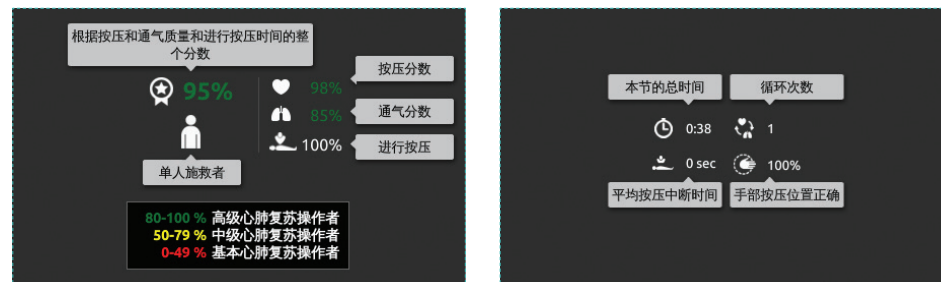 根据按压和通气质量和进行按压时间的整
个分数
95%
按压分数
98%
通气分数
85%
进行按压
100%
单人施救者
80-100 % 高级心肺复苏操作者
50-79 % 中级心肺复苏操作者
0-49 % 基本心肺复苏操作者
本节的总时间 循环次数
0:38 1
0 sec 100%
平均按压中断时间 手部按压位置正确